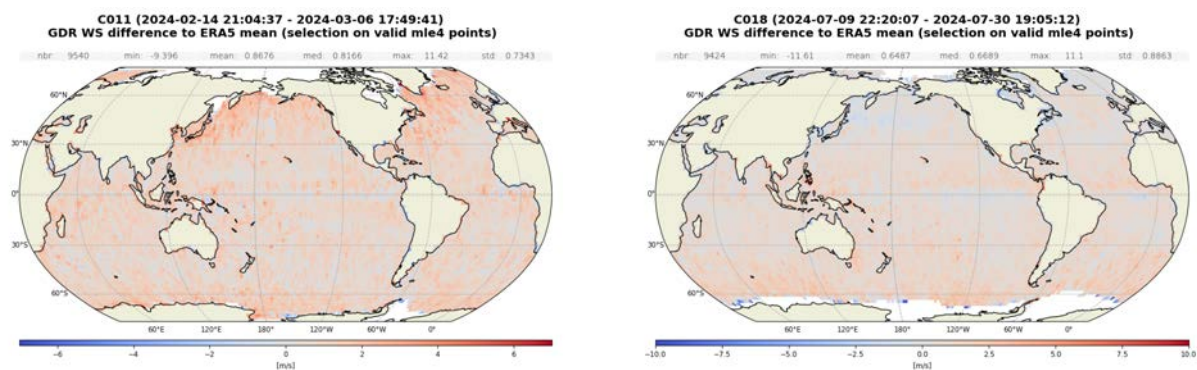 C011 (2024-02-14 21:04:37 - 2024-03-06 17:49:41)
GDR WS difference to ERA5 mean (selection on valid mle4 points)
nbr: 9540 min: -9.396 mean: 0.8676 med: 0.8166 max: 11.42 std: 0.7343
60°N
30°N
0°
30°S
60°S
60°E 120°E 180° 120°W 60°W 0°
−6 −4 −2 0 2 4 6
[m/s]
C018 (2024-07-09 22:20:07 - 2024-07-30 19:05:12)
GDR WS difference to ERA5 mean (selection on valid mle4 points)
nbr: 9424 min: -11.61 mean: 0.6487 med: 0.6689 max: 11.1 std: 0.8863
60°N
30°N
0°
30°S
60°S
60°E 120°E 180° 120°W 60°W 0°
−10.0 −7.5 −5.0 −2.5 0.0 2.5 5.0 7.5 10.0
[m/s]